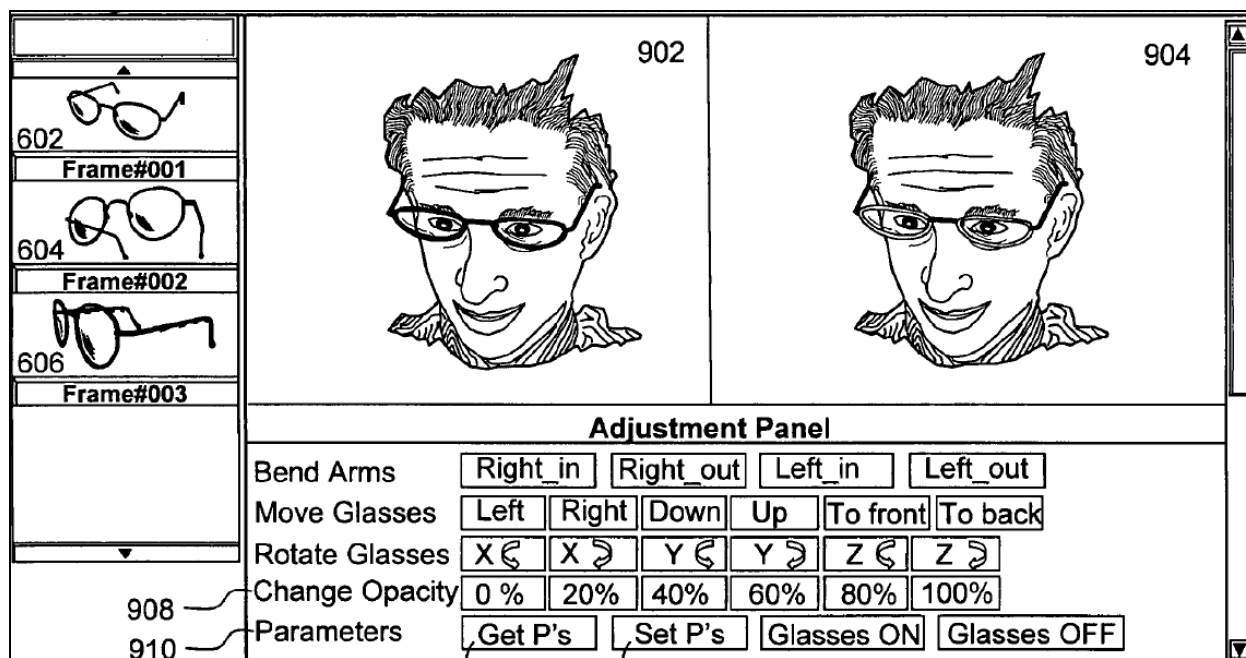 902
904
602
Frame#001
604
Frame#002
606
Frame#003
Adjustment Panel
Bend Arms Right_in Right_out Left_in Left_out
Move Glasses Left Right Down Up To front To back
Rotate Glasses X X Y Y Z Z
908 Change Opacity 0 % 20% 40% 60% 80% 100%
910 Parameters Get P's Set P's Glasses ON Glasses OFF